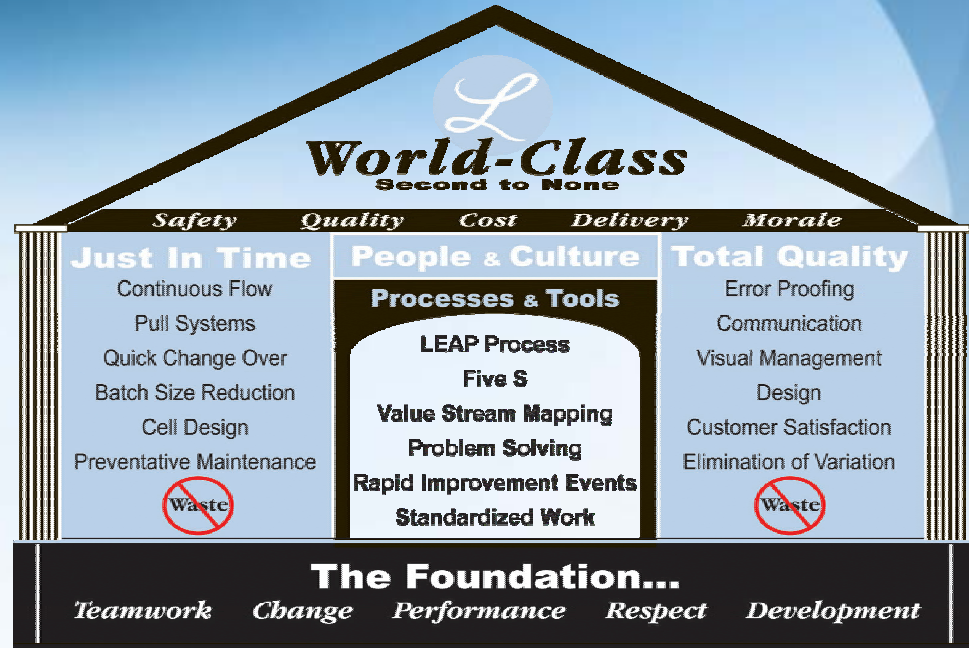 L
World-Class
Second to None
Safety Quality Cost Delivery Morale
Just In Time
Continuous Flow
Pull Systems
Quick Change Over
Batch Size Reduction
Cell Design
Preventative Maintenance
Waste
People & Culture
Processes & Tools
LEAP Process
Five S
Value Stream Mapping
Problem Solving
Rapid Improvement Events
Standardized Work
Total Quality
Error Proofing
Communication
Visual Management
Design
Customer Satisfaction
Elimination of Variation
Waste
The Foundation...
Teamwork Change Performance Respect Development